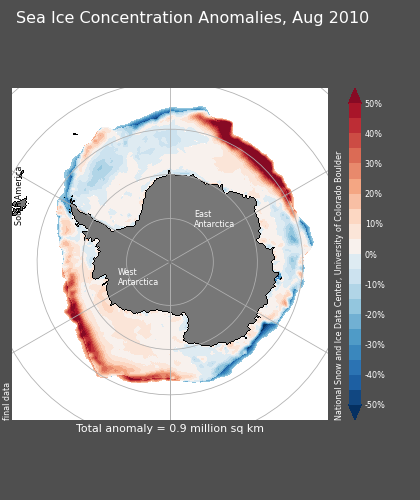 Sea Ice Concentration Anomalies, Aug 2010
South America
East
Antarctica
West
Antarctica
50%
40%
30%
20%
10%
0%
-10%
-20%
-30%
-40%
-50%
National Snow and Ice Data Center, University of Colorado Boulder
final data
Total anomaly = 0.9 million sq km